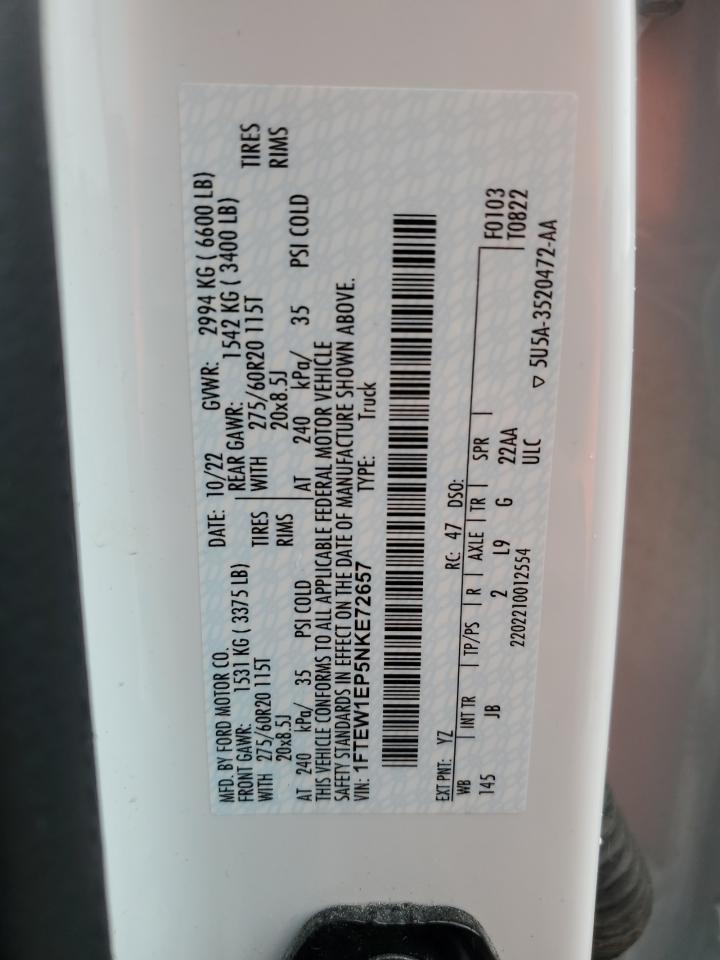 MFD. BY FORD MOTOR CO. DATE: 10/22 GVWR: 2994 KG ( 6600 LB)
FRONT GAWR: 1531 KG ( 3375 LB) REAR GAWR: 1542 KG ( 3400 LB)
WITH 275/60R20 115T TIRES WITH 275/60R20 115T TIRES
20x8.5J RIMS 20x8.5J RIMS
AT 240 kPa/ 35 PSI COLD AT 240 kPa/ 35 PSI COLD
THIS VEHICLE CONFORMS TO ALL APPLICABLE FEDERAL MOTOR VEHICLE
SAFETY STANDARDS IN EFFECT ON THE DATE OF MANUFACTURE SHOWN ABOVE.
VIN: 1FTEW1EP5NKE72657 TYPE: Truck
EXT PNT: YZ RC: 47 DSO:
WB INT TR TP/PS R AXLE TR SPR F0103
145 JB 2 L9 G 22AA T0822
2202210012554 ULC ▽ 5U5A-3520472-AA